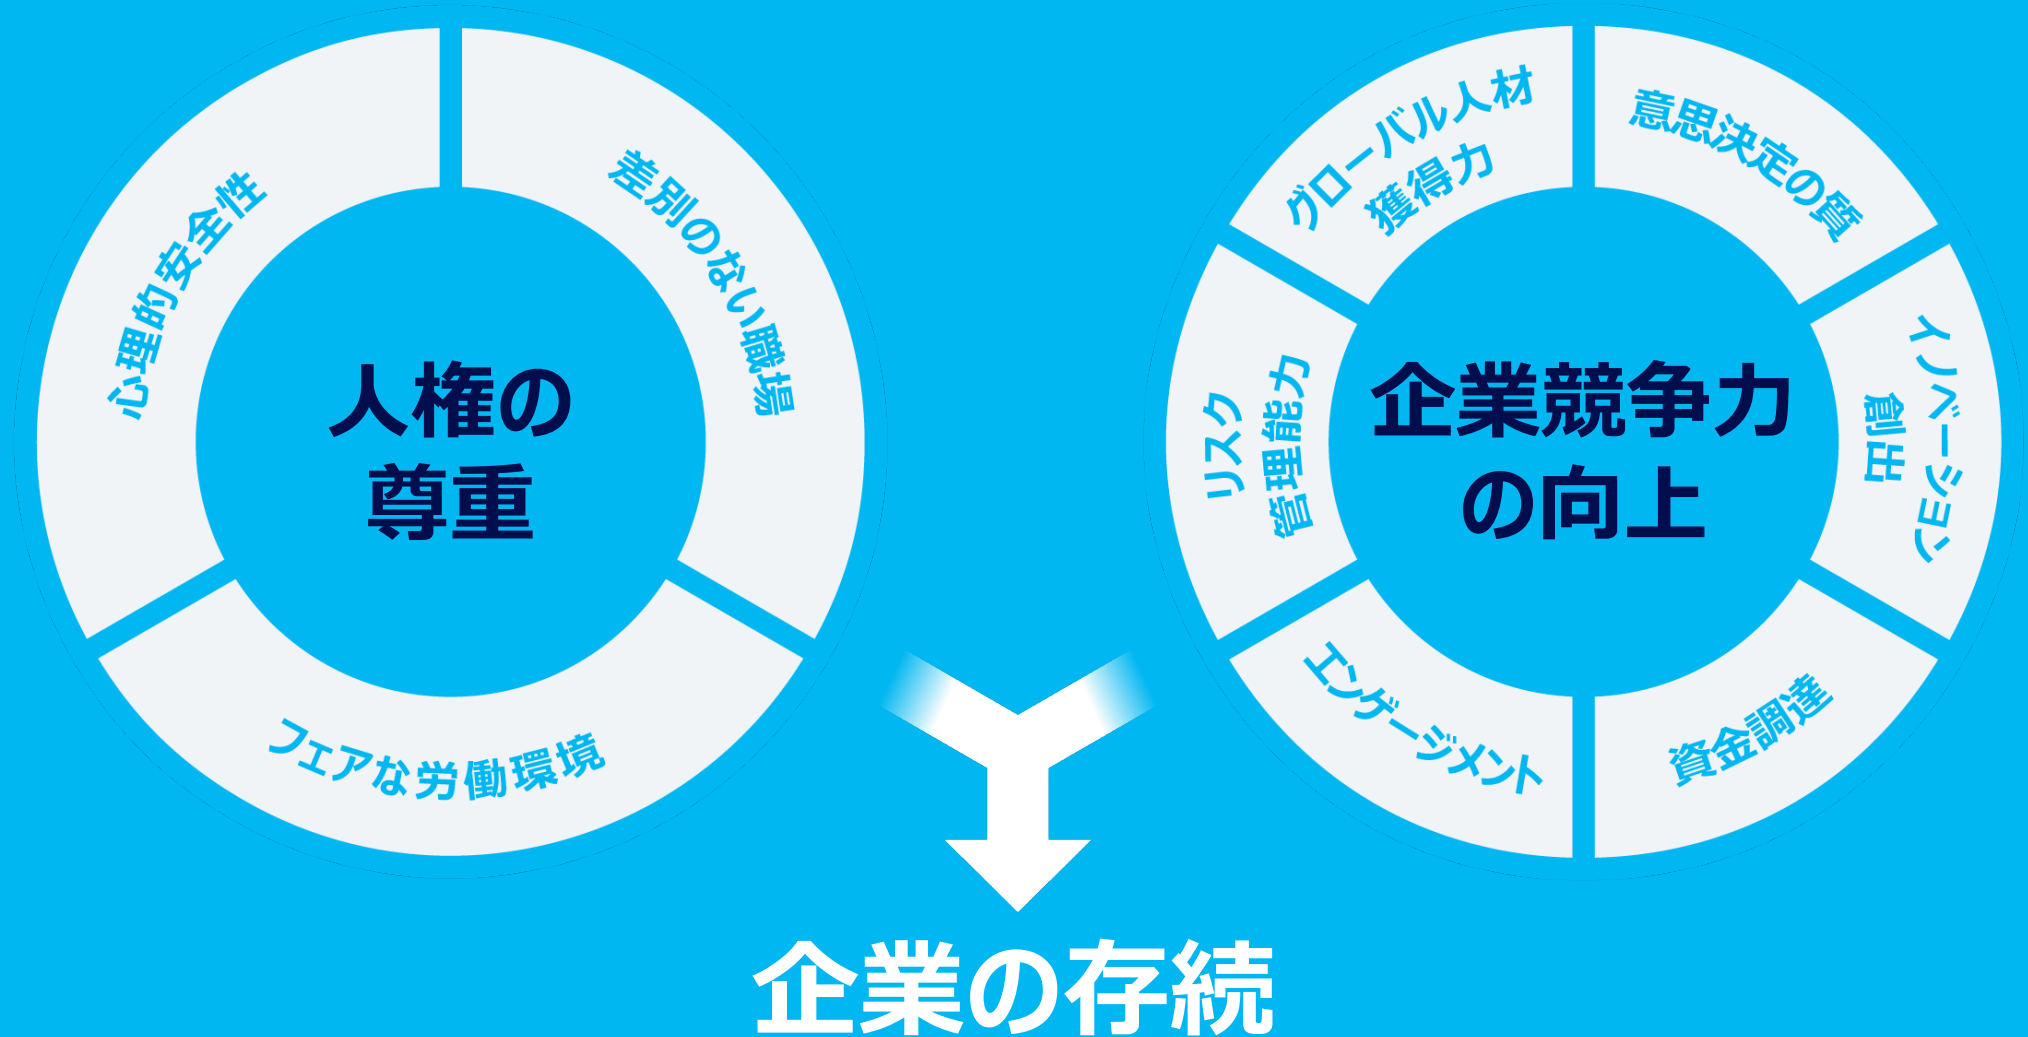 心理的安全性
差別のない職場
フェアな労働環境
人権の
尊重
グローバル人材
獲得力
意思決定の質
イノベーション
創出
資金調達
エンゲージメント
リスク
管理能力
企業競争力
の向上
企業の存続